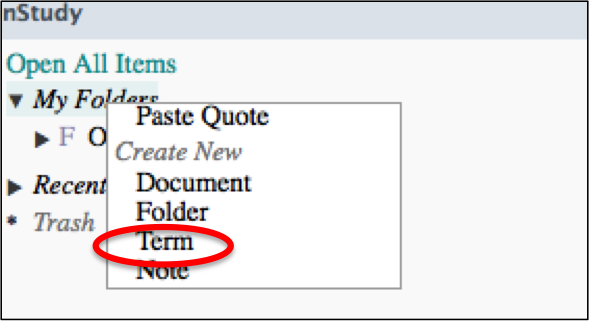 nStudy
Open All Items
▼ My Folders
▶ F O
Paste Quote
Create New
▶ Recent
Document
Folder
* Trash
Term
Note